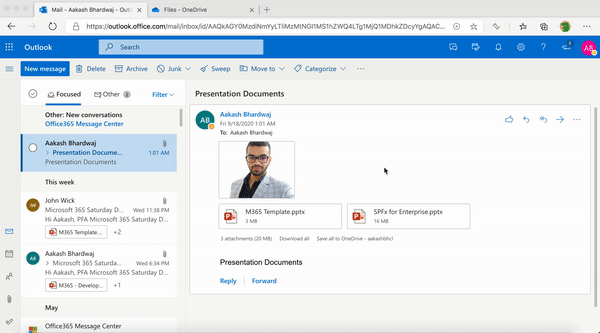 Mail - Aakash Bhardwaj - Outl
Files - OneDrive
https://outlook.office.com/mail/inbox/id/
Outlook
Search
AB
New message
Delete
Archive
Junk
Sweep
Move to
Categorize
Focused
Other 2
Filter
Other: New conversations
Office365 Message Center
Aakash Bhardwaj
Presentation Docume...
1:01 AM
Presentation Documents
This week
JW
John Wick
Microsoft 365 Saturday D...
Wed 11:38 PM
Hi Aakash, PFA Microsoft 365 Saturd...
M365 Template...
+2
AB
Aakash Bhardwaj
Microsoft 365 Saturday D...
Wed 6:34 PM
Hi Aakash, PFA Microsoft 365 Saturd...
M365 - Develop...
+1
May
Office365 Message Center
Presentation Documents
AB
Aakash Bhardwaj
Fri 9/18/2020 1:01 AM
To: Aakash Bhardwaj
M365 Template.pptx
3 MB
SPFx for Enterprise.pptx
16 MB
3 attachments (20 MB)
Download all
Save all to OneDrive - aakashbhcl
Presentation Documents
Reply
Forward